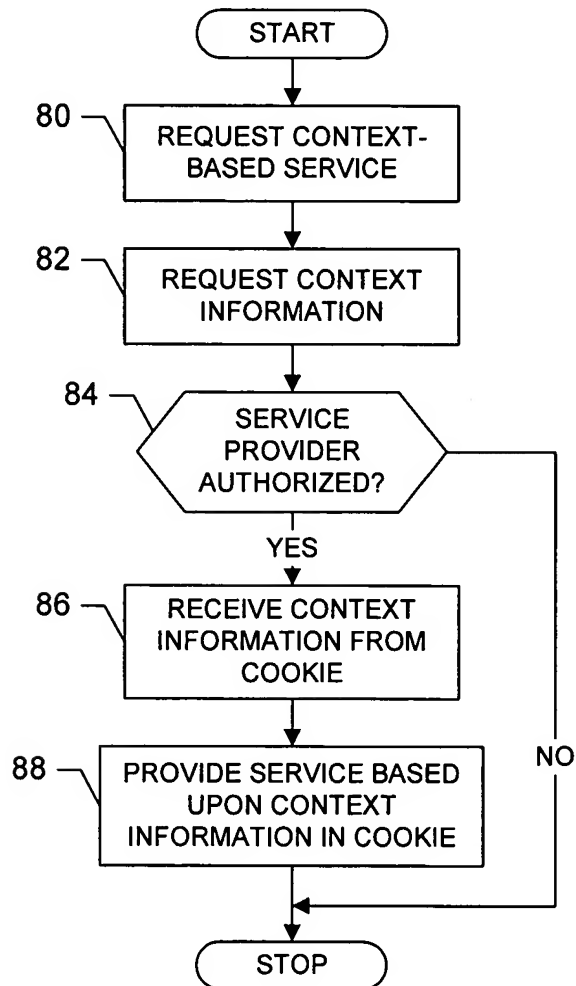 START
80
REQUEST CONTEXT-
BASED SERVICE
82
REQUEST CONTEXT
INFORMATION
84
SERVICE
PROVIDER
AUTHORIZED?
YES
86
RECEIVE CONTEXT
INFORMATION FROM
COOKIE
NO
88
PROVIDE SERVICE BASED
UPON CONTEXT
INFORMATION IN COOKIE
STOP